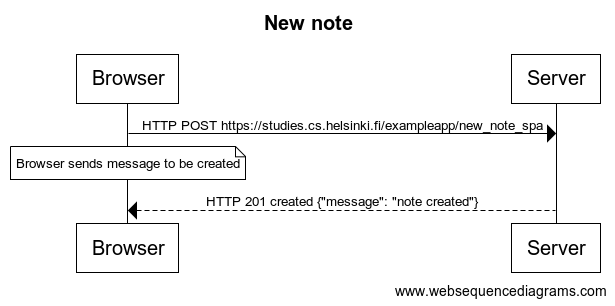 New note
Browser Server
HTTP POST https://studies.cs.helsinki.fi/exampleapp/new_note_spa
Browser sends message to be created
HTTP 201 created {"message": "note created"}
Browser Server
www.websequencediagrams.com